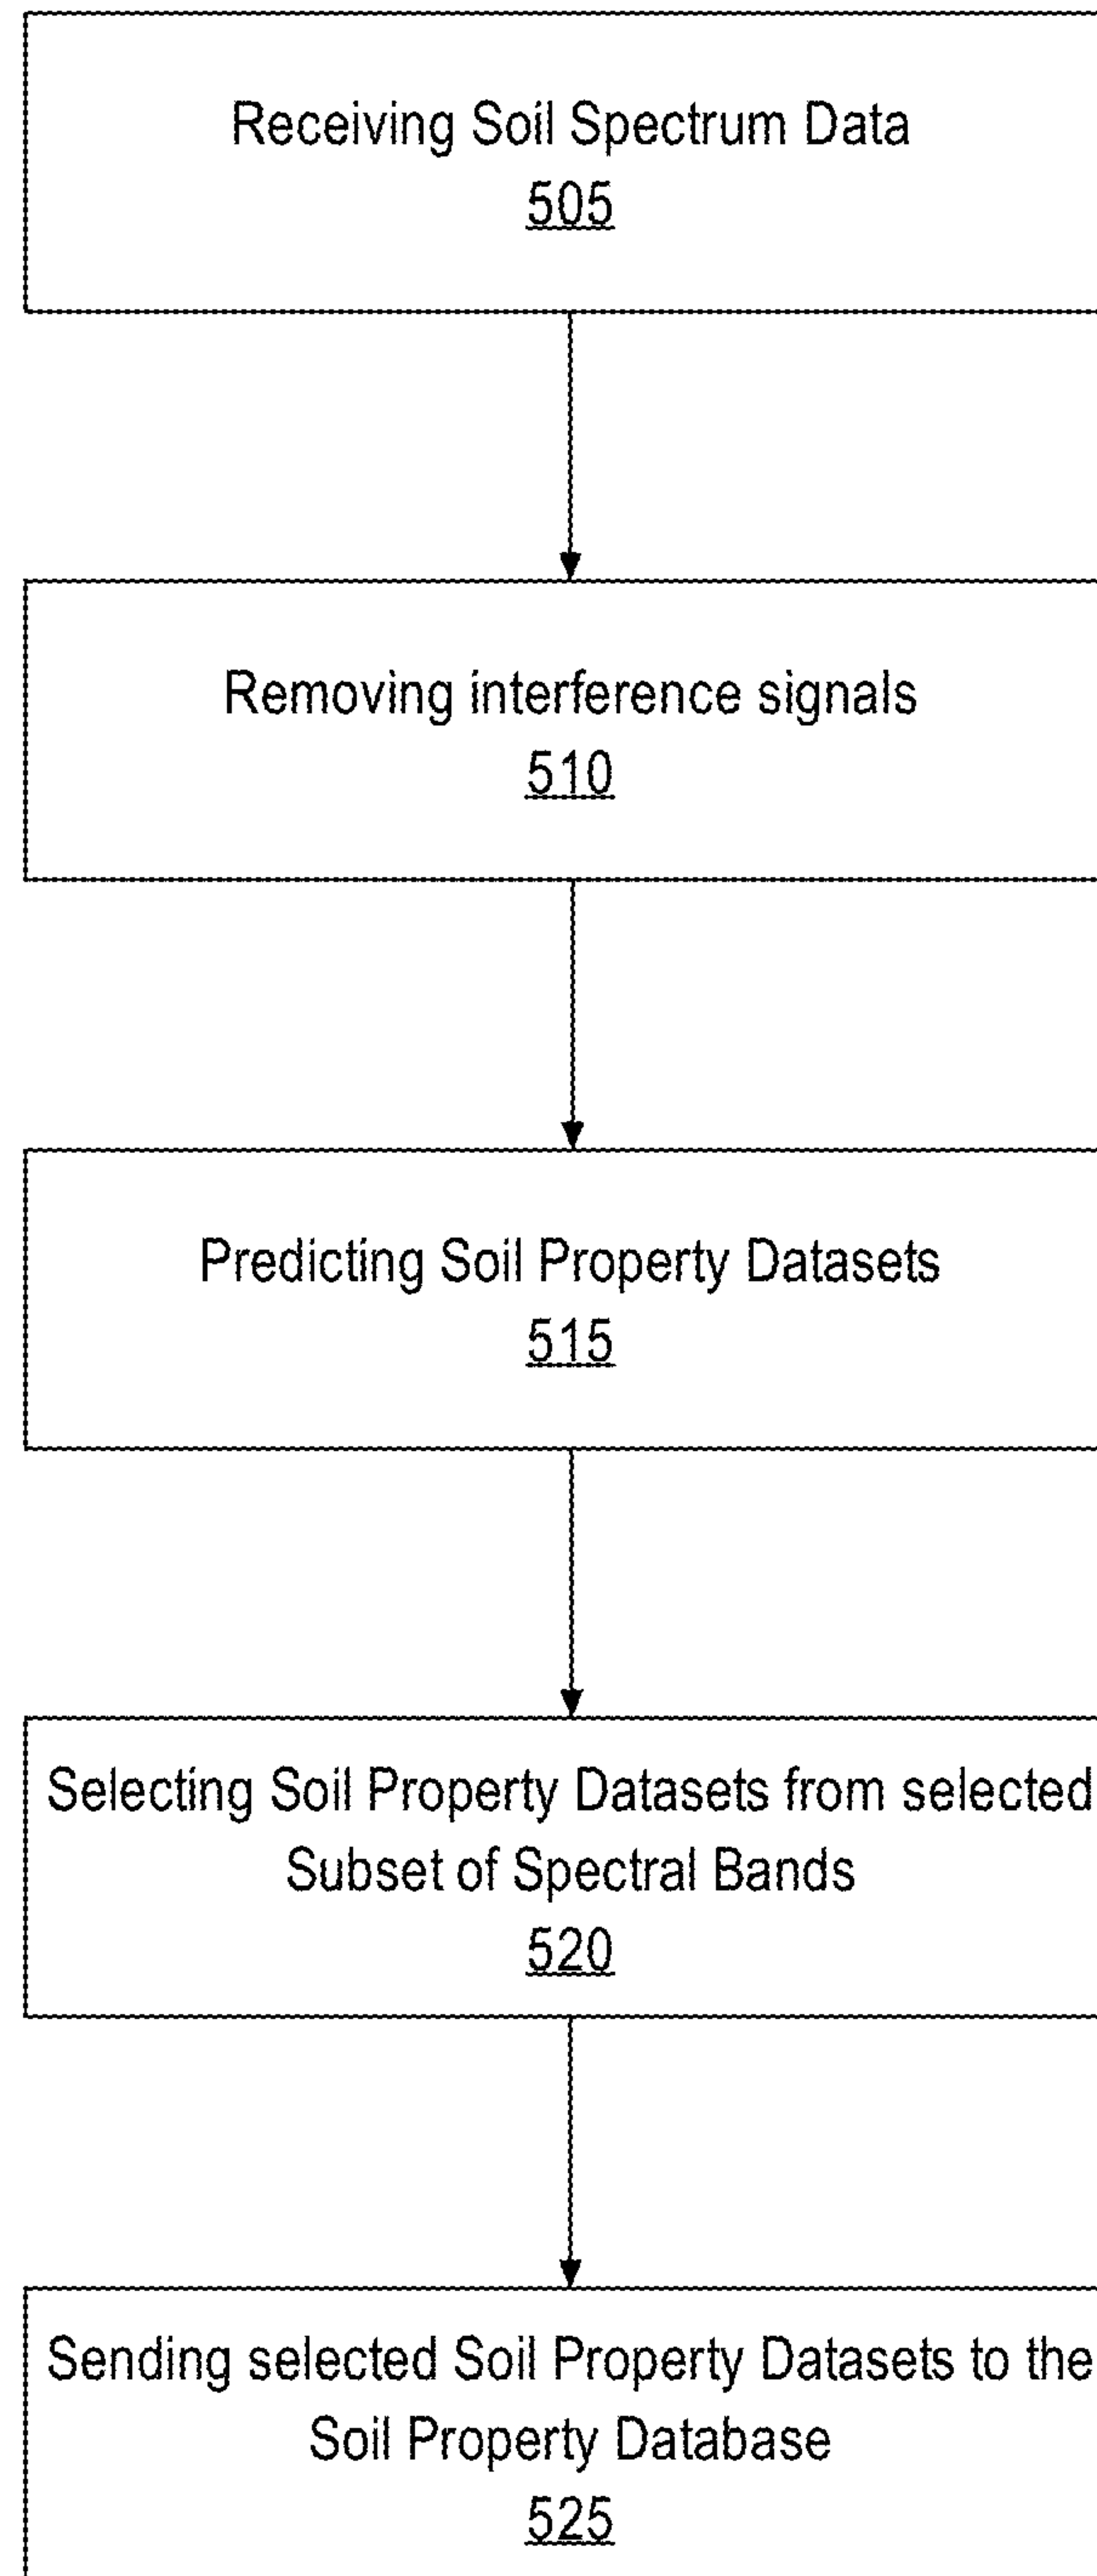 Receiving Soil Spectrum Data
505
Removing interference signals
510
Predicting Soil Property Datasets
515
Selecting Soil Property Datasets from selected
Subset of Spectral Bands
520
Sending selected Soil Property Datasets to the
Soil Property Database
525